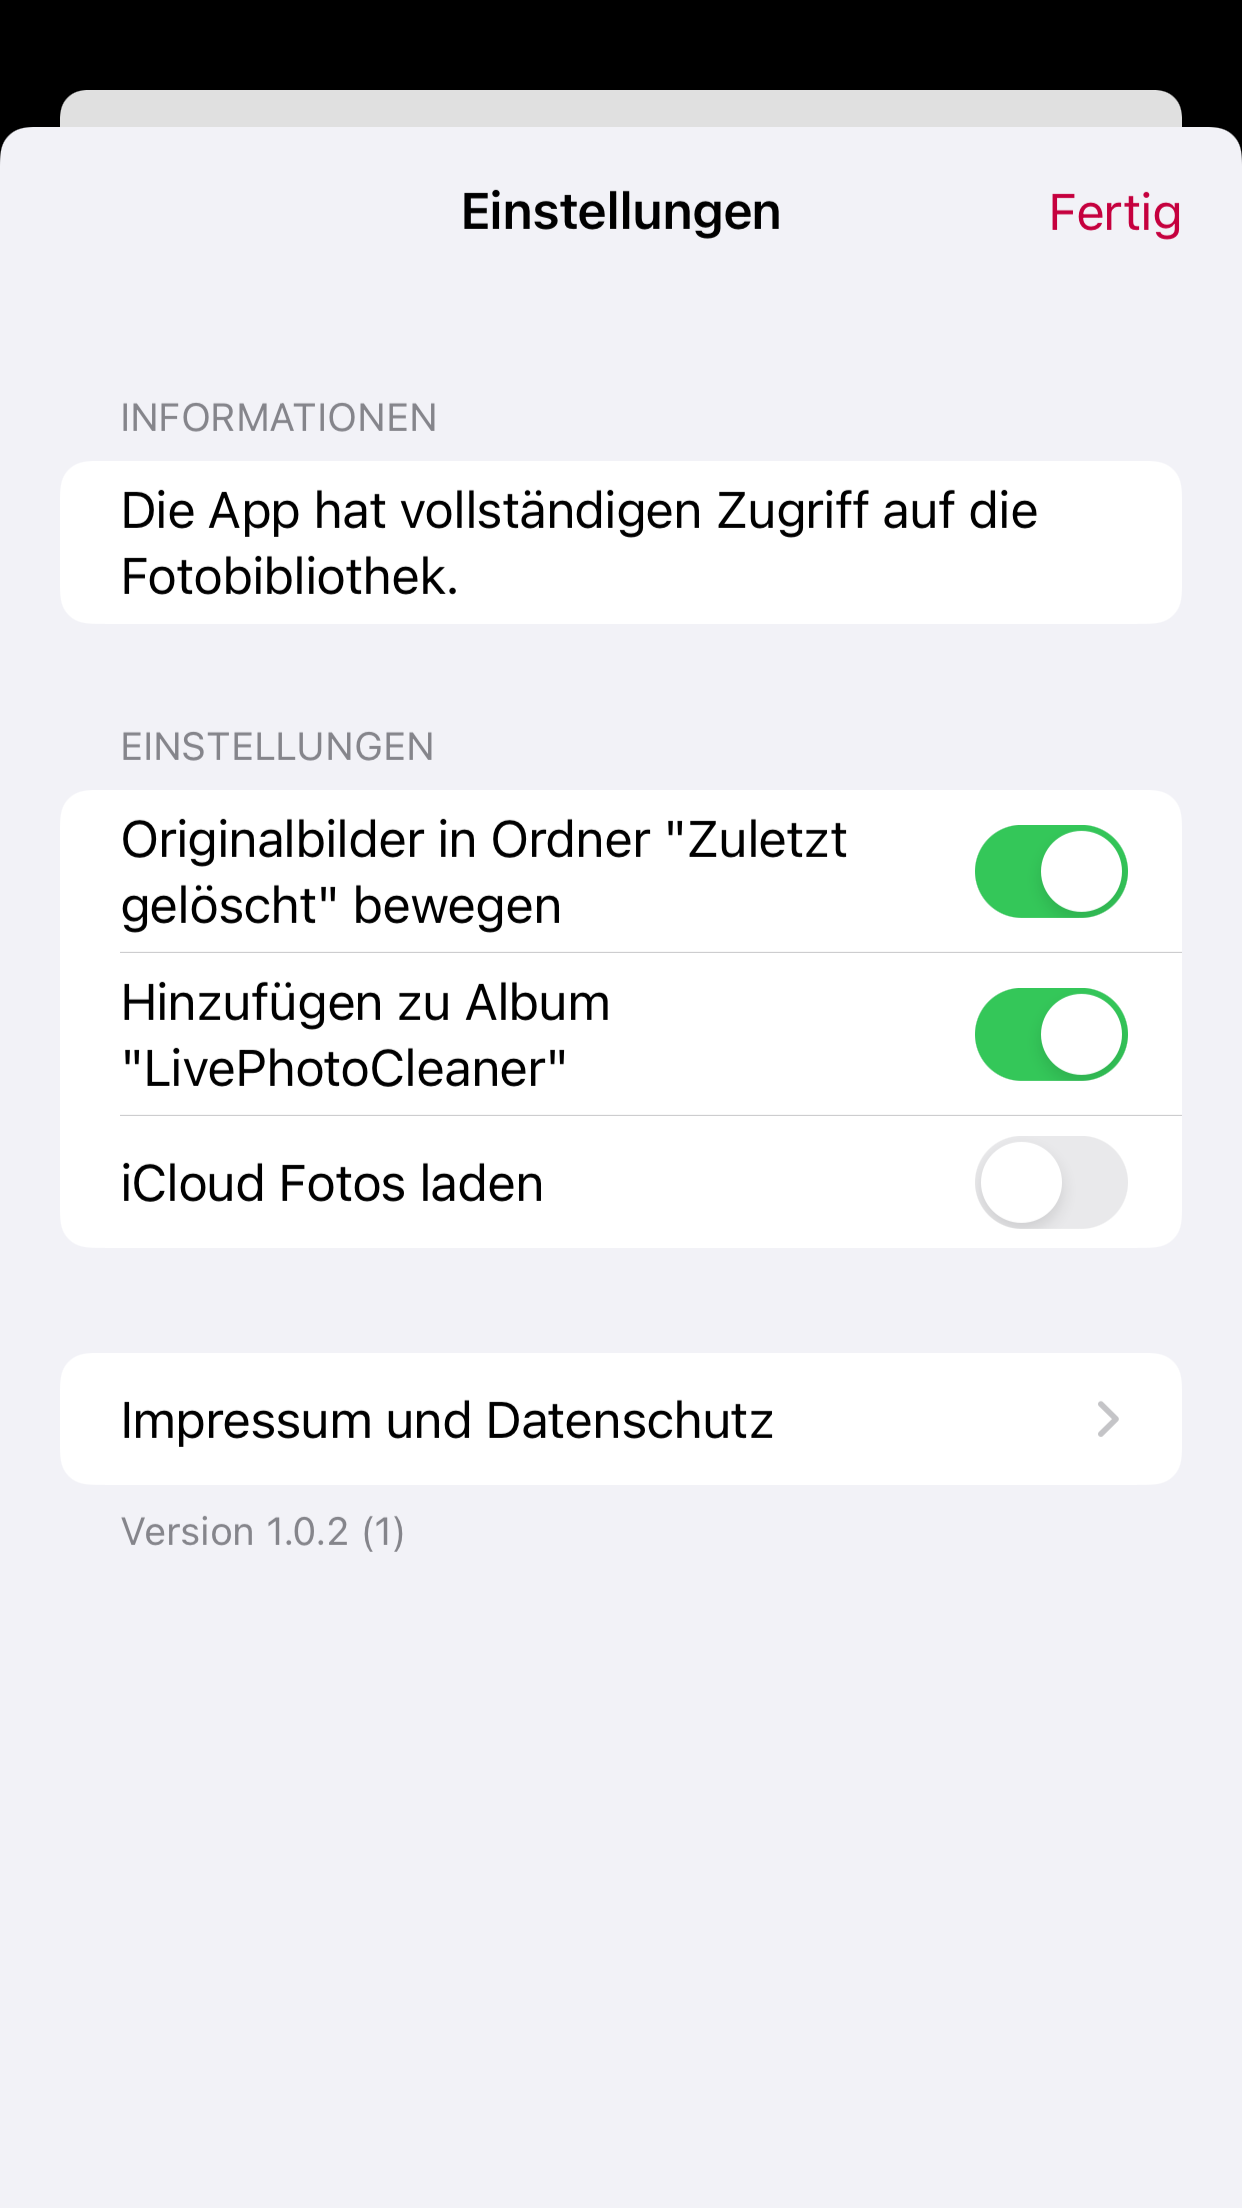 Einstellungen
Fertig
INFORMATIONEN
Die App hat vollständigen Zugriff auf die
Fotobibliothek.
EINSTELLUNGEN
Originalbilder in Ordner "Zuletzt
gelöscht" bewegen
Hinzufügen zu Album
"LivePhotoCleaner"
iCloud Fotos laden
Impressum und Datenschutz
Version 1.0.2 (1)